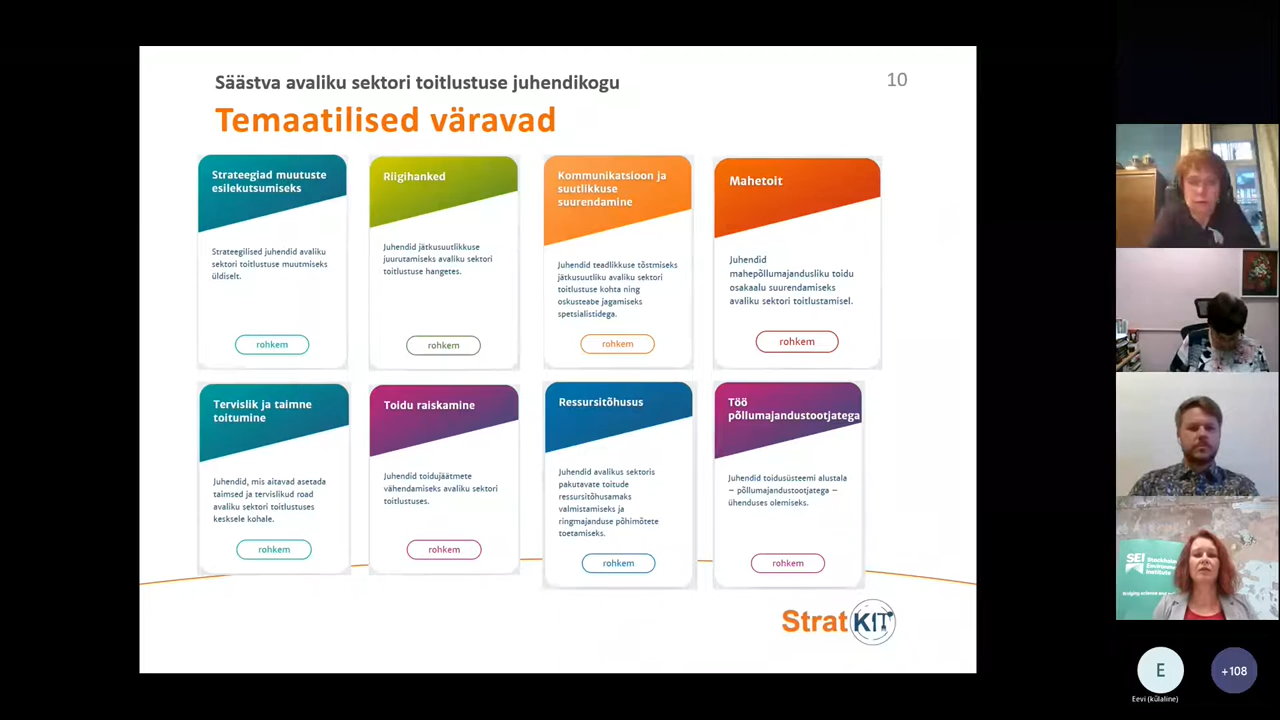 Säästva avaliku sektori toitlustuse juhendikogu
10
Temaatilised väravad
Strateegiad muutuste
esilekutsumiseks
Strateegilised juhendid avaliku
sektori toitlustuse muutmiseks
üldiselt.
rohkem
Riigihanked
Juhendid jätkusuutlikkuse
juurutamiseks avaliku sektori
toitlustuse hangetes.
rohkem
Kommunikatsioon ja
suutlikkuse
suurendamine
Juhendid teadlikkuse tõstmiseks
jätkusuutliku avaliku sektori
toitlustuse kohta ning
oskusteabe jagamiseks
spetsialistidega.
rohkem
Mahetoit
Juhendid
mahepõllumajandusliku toidu
osakaalu suurendamiseks
avaliku sektori toitlustamisel.
rohkem
Tervislik ja taimne
toitumine
Juhendid, mis aitavad asetada
taimsed ja tervislikud road
avaliku sektori toitlustuses
kesksele kohale.
rohkem
Toidu raiskamine
Juhendid toidujäätmete
vähendamiseks avaliku sektori
toitlustuses.
rohkem
Ressursitõhusus
Juhendid avalikus sektoris
pakutavate toitude
ressursitõhusamaks
valmistamiseks ja
ringmajanduse põhimõtete
toetamiseks.
rohkem
Töö
põllumajandustootjatega
Juhendid toidusüsteemi alustala
– põllumajandustootjatega –
ühenduses olemiseks.
rohkem
StratKIT
SEI Stockholm
Environment
Institute
E
Eevi (külaline)
+108